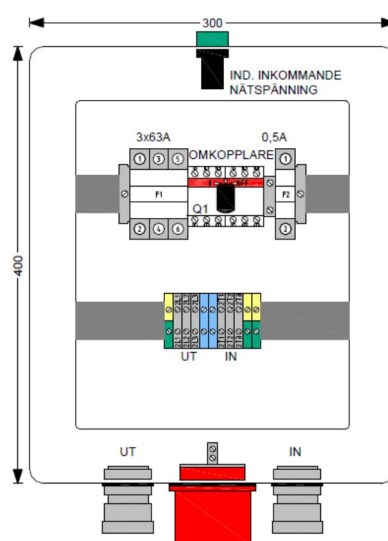 300
IND. INKOMMANDE
NÄTSPÄNNING
400
3x63A
0,5A
1 3 5
OMKOPPLARE
1
F1
F2
Q1
2 4 6
2
UT
IN
UT
IN